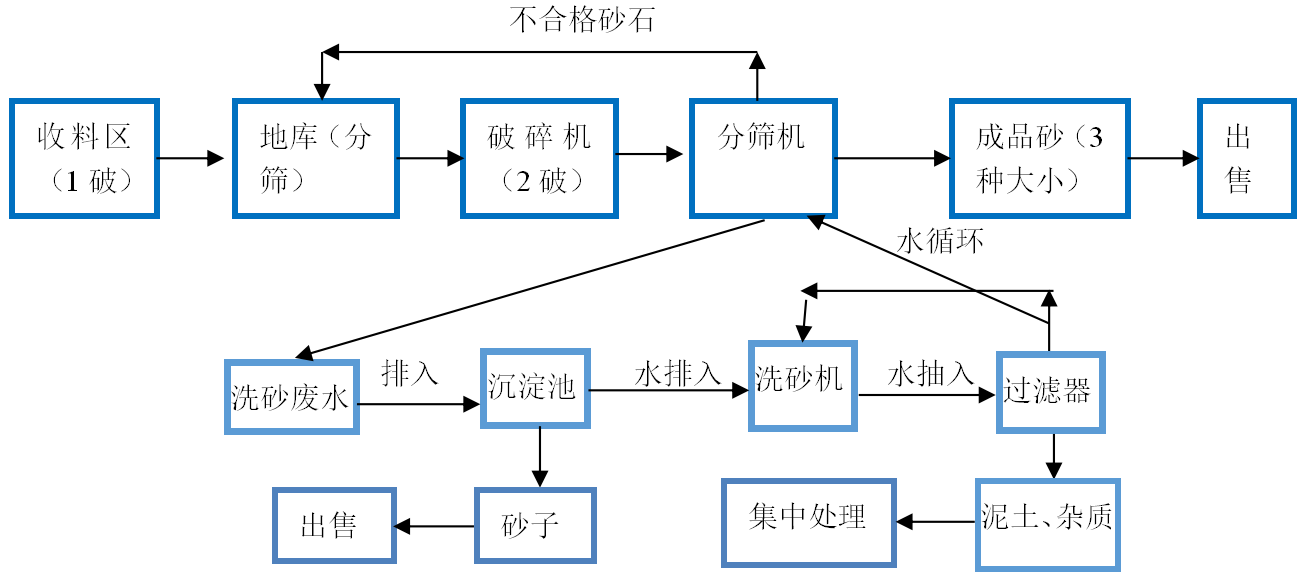 不合格砂石
收料区
（1 破）
地库（分
筛）
破碎机
（2 破）
分筛机
成品砂（3
种大小）
出
售
水循环
洗砂废水
排入
沉淀池
水排入
洗砂机
水抽入
过滤器
出售
砂子
集中处理
泥土、杂质